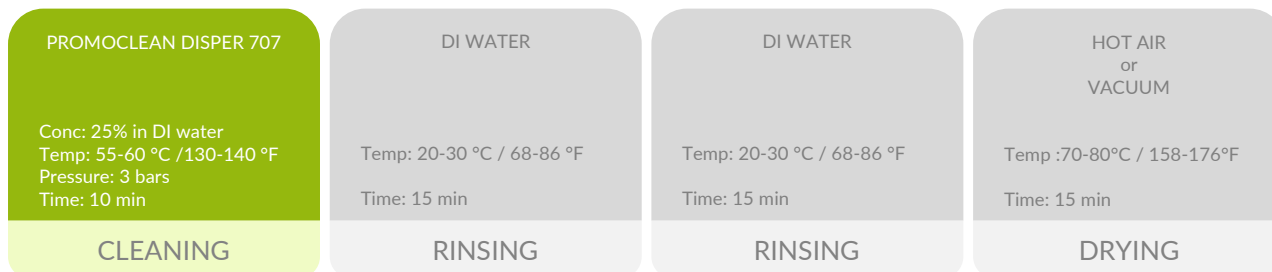 PROMOCLEAN DISPER 707
Conc: 25% in DI water
Temp: 55-60 °C /130-140 °F
Pressure: 3 bars
Time: 10 min
CLEANING
DI WATER
Temp: 20-30 °C / 68-86 °F
Time: 15 min
RINSING
DI WATER
Temp: 20-30 °C / 68-86 °F
Time: 15 min
RINSING
HOT AIR
or
VACUUM
Temp :70-80°C / 158-176°F
Time: 15 min
DRYING